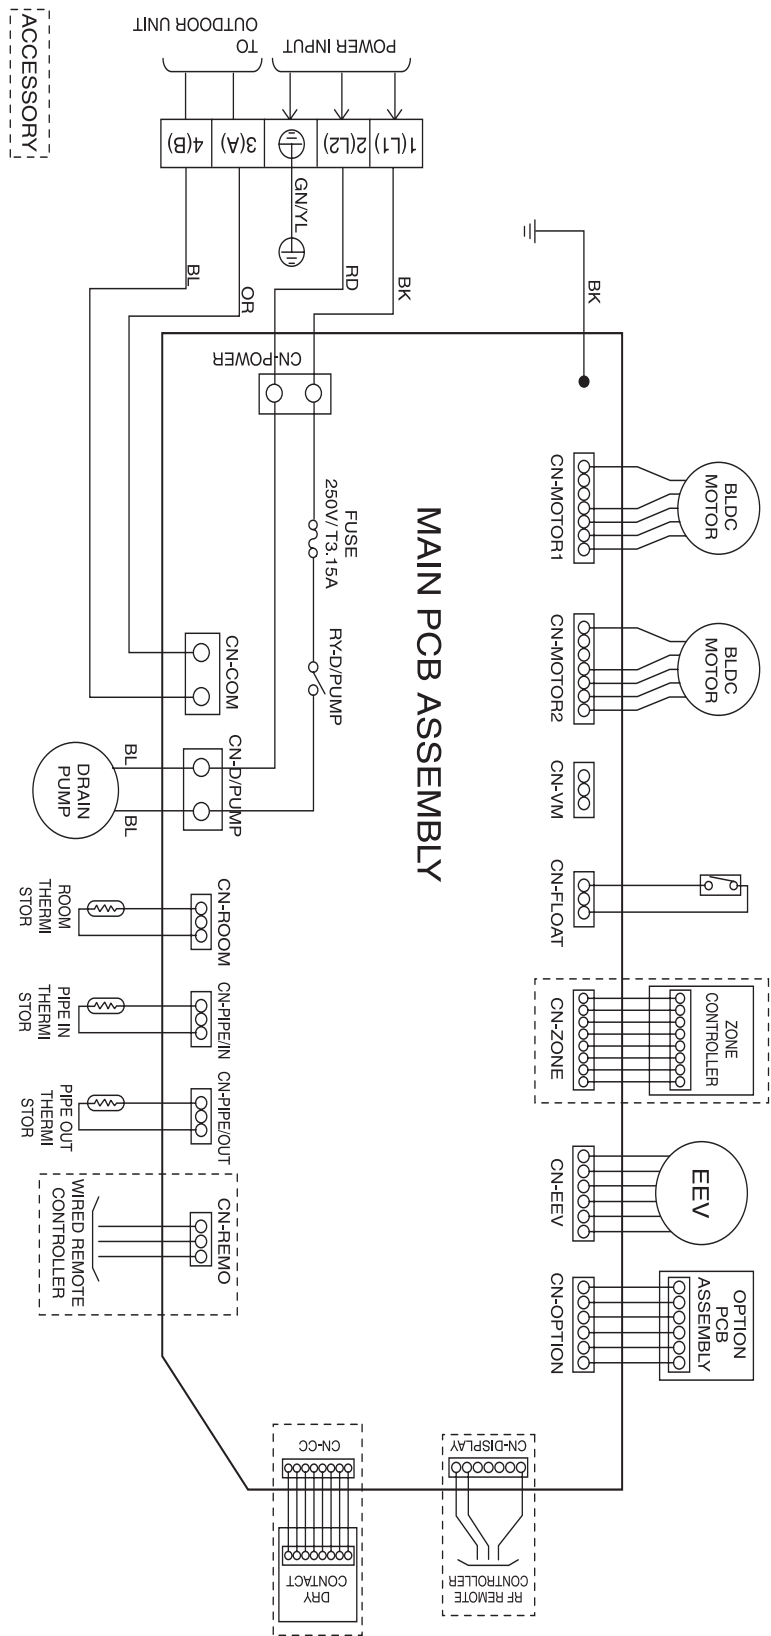 ACCESSORY
TO
OUTDOOR UNIT
POWER INPUT
4(B)
3(A)
2(L2)
1(L1)
GN/YL
BL
OR
RD
BK
BK
CN-POWER
FUSE
250V/ T3.15A
RY-D/PUMP
MAIN PCB ASSEMBLY
BLDC
MOTOR
CN-MOTOR1
BLDC
MOTOR
CN-MOTOR2
CN-VM
CN-FLOAT
ZONE
CONTROLLER
CN-ZONE
EEV
CN-EEV
OPTION
PCB
ASSEMBLY
CN-OPTION
CN-COM
CN-D/PUMP
BL
BL
DRAIN
PUMP
CN-ROOM
ROOM
THERMI
STOR
CN-PIPE/IN
PIPE IN
THERMI
STOR
CN-PIPE/OUT
PIPE OUT
THERMI
STOR
CN-REMO
WIRED REMOTE
CONTROLLER
CN-CC
DRY
CONTACT
CN-DISPLAY
RF REMOTE
CONTROLLER